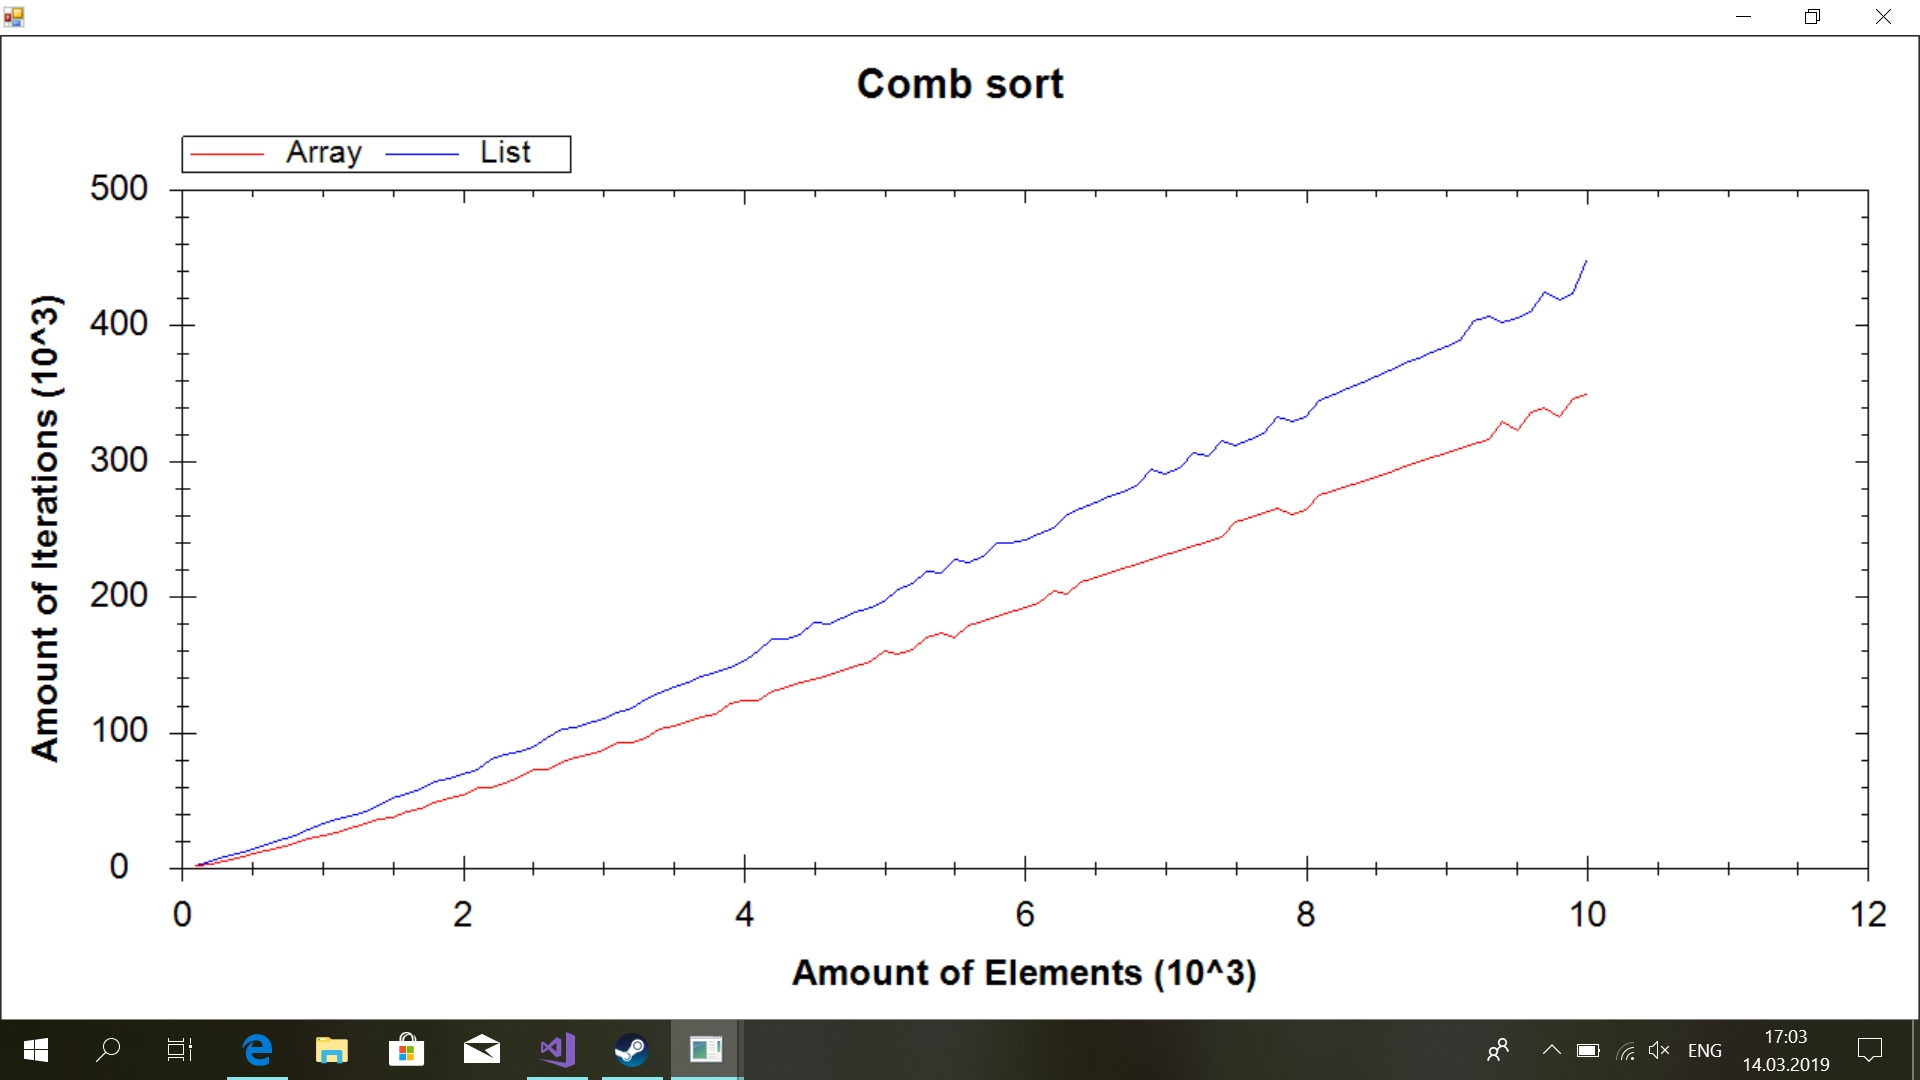 Comb sort
Array List
500
400
300
200
100
0
Amount of Iterations (10^3)
0 2 4 6 8 10 12
Amount of Elements (10^3)
ENG
17:03
14.03.2019